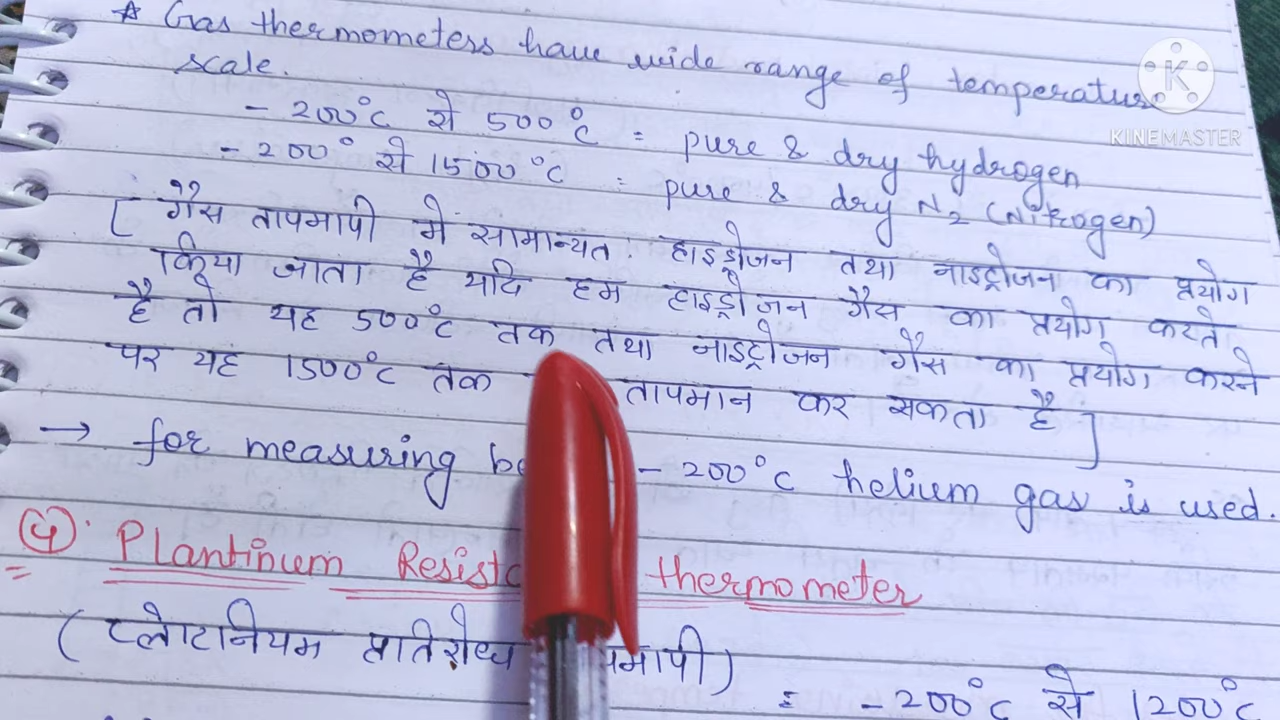 ☆ Gas thermometers have wide range of temperature
scale.
- 200°C से 500°C = pure & dry hydrogen
- 200° से 1500°C = pure & dry N2 (Nitrogen)
[ गैस तापमापी में सामान्यत: हाइड्रोजन तथा नाइट्रोजन का प्रयोग
किया जाता है यदि हम हाइड्रोजन गैस का प्रयोग करते
है तो यह 500°C तक तथा नाइट्रोजन गैस का प्रयोग करने
पर यह 1500°C तक तापमान कर सकता है ]
→ for measuring - 200°C helium gas is used.
(4). Plantinum thermometer
(प्लेाटनियम प्रातिरोध )
= -200°C से 1200°C
K
KINEMASTER